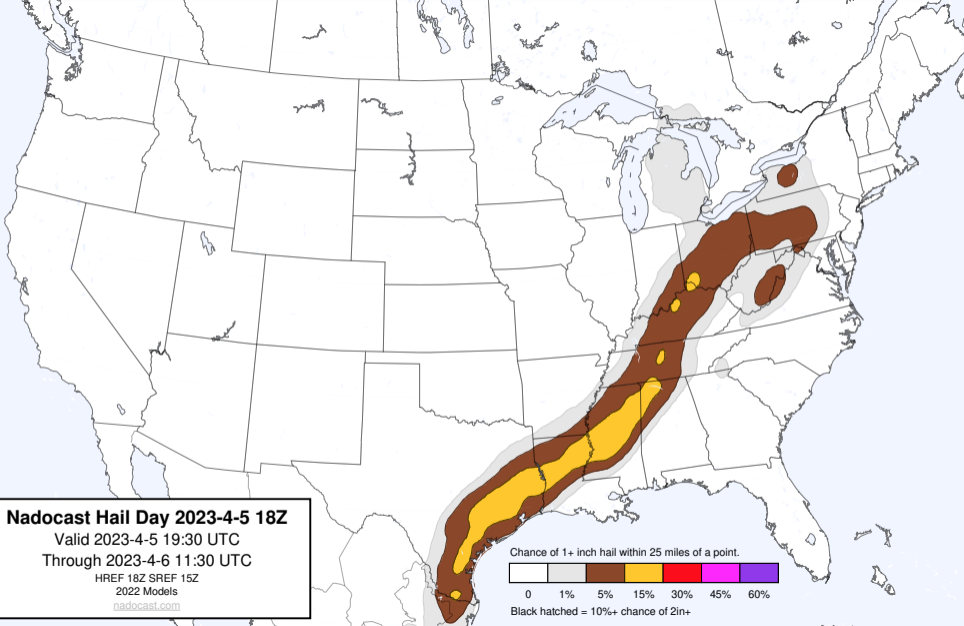 Nadocast Hail Day 2023-4-5 18Z
Valid 2023-4-5 19:30 UTC
Through 2023-4-6 11:30 UTC
HREF 18Z SREF 15Z
2022 Models
nadocast.com
Chance of 1+ inch hail within 25 miles of a point.
0 1% 5% 15% 30% 45% 60%
Black hatched = 10%+ chance of 2in+